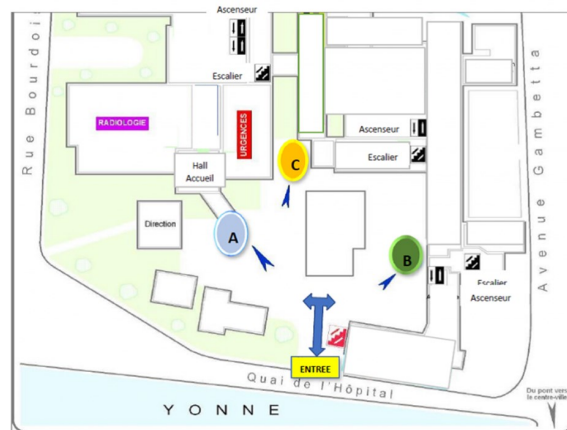 Ascenseur
Escalier
Rue Bourdois
RADIOLOGIE
URGENCES
Ascenseur
Escalier
Hall
Accueil
C
Direction
A
B
Escalier
Ascenseur
Avenue Gambetta
ENTREE
Quai de l'Hôpital
YONNE
Du pont vers
le centre-ville